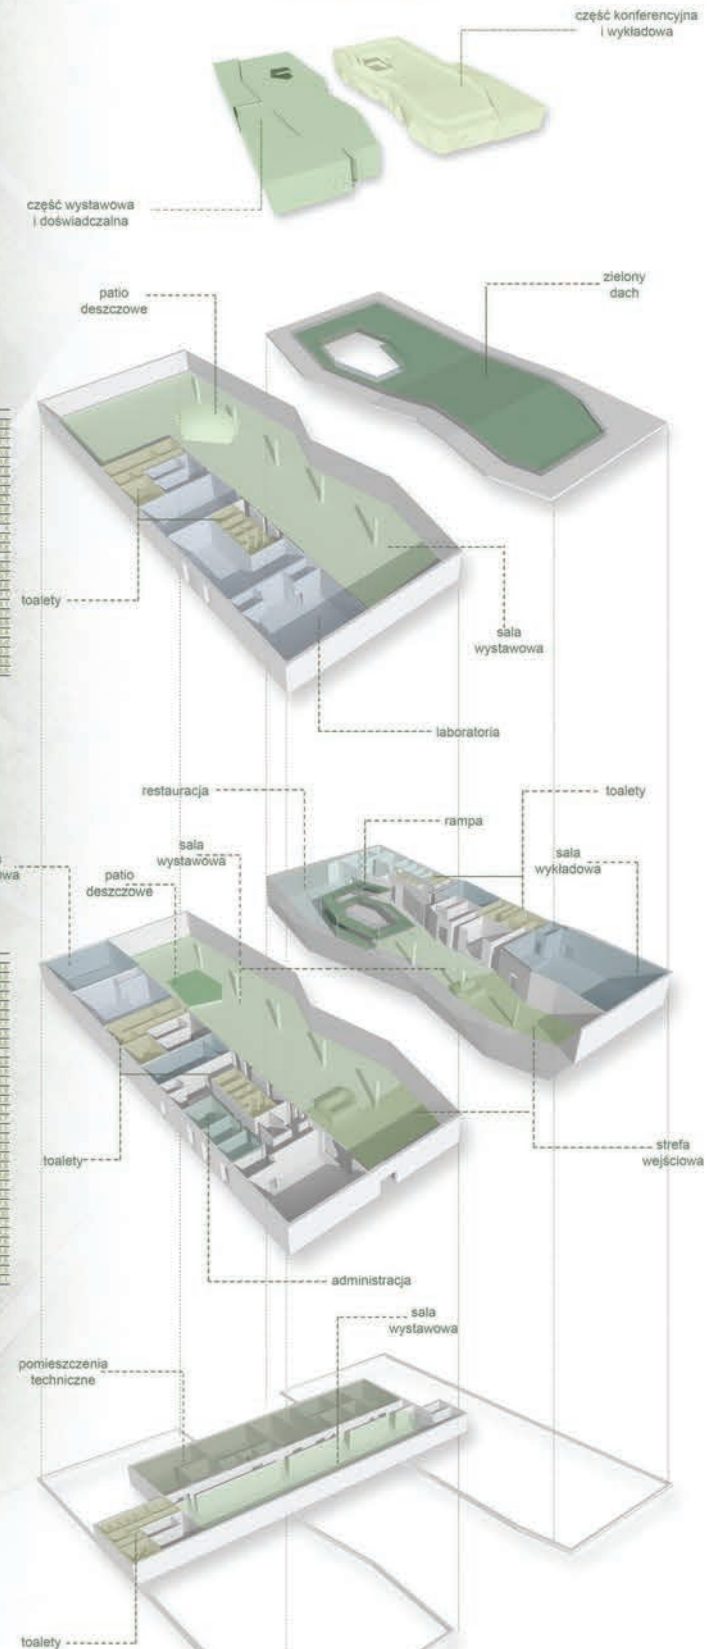 część konferencyjna
i wykładowa
część wystawowa
i doświadczalna
patio
deszczowe
zielony
dach
toalety
sala
wystawowa
laboratoria
restauracja
toalety
rampa
sala
wystawowa
sala
wykładowa
patio
deszczowe
toalety
strefa
wejściowa
administracja
sala
wystawowa
pomieszczenia
techniczne
toalety